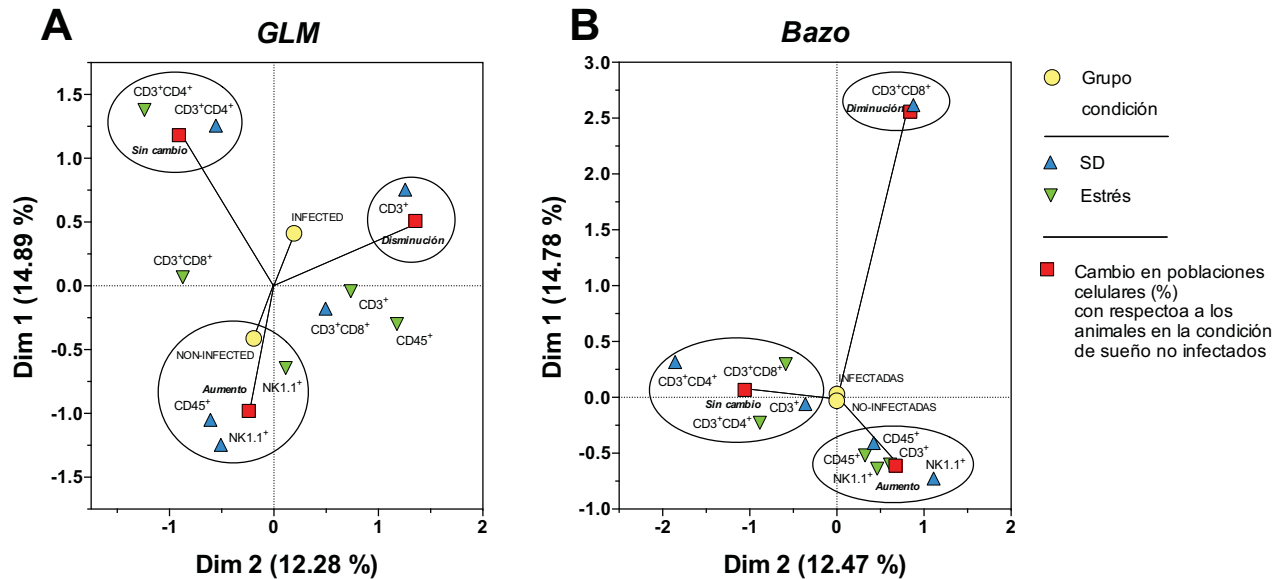 A
GLM
Dim 1 (14.89 %)
1.5
1.0
0.5
0.0
-0.5
-1.0
-1.5
CD3+CD4+
CD3+CD4+
Sin cambio
CD3+
Disminución
INFECTED
CD3+CD8+
CD3+
CD3+CD8+
CD45+
NON-INFECTED
NK1.1+
Aumento
CD45+
NK1.1+
-1
0
1
2
Dim 2 (12.28 %)
B
Bazo
Dim 1 (14.78 %)
3.0
2.5
2.0
1.5
1.0
0.5
0.0
-0.5
-1.0
CD3+CD8+
Diminución
CD3+CD8+
CD3+CD4+
INFECTADAS
Sin cambio
CD3+
NO-INFECTADAS
CD3+CD4+
CD45+
CD45+
CD3+
NK1.1+
NK1.1+
Aumento
-2
-1
0
1
2
Dim 2 (12.47 %)
Grupo
condición
SD
Estrés
Cambio en poblaciones
celulares (%)
con respectoa a los
animales en la condición
de sueño no infectados